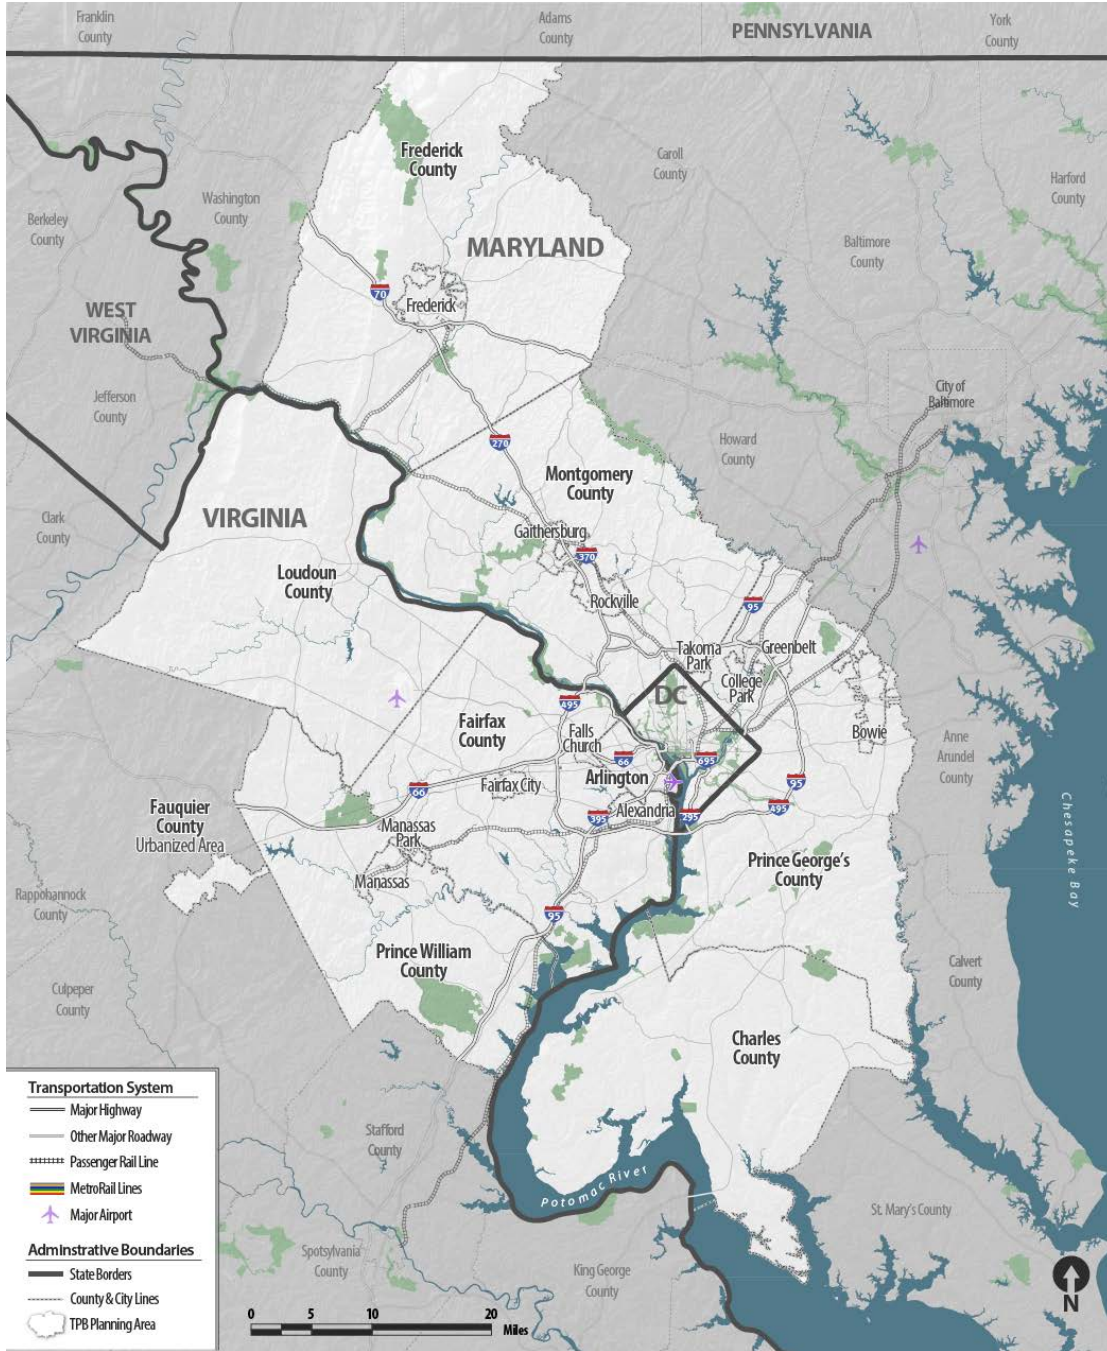 Franklin
County
Adams
County
PENNSYLVANIA
York
County
Frederick
County
Caroll
County
Harford
County
Washington
County
Berkeley
County
MARYLAND
Baltimore
County
70
Frederick
WEST
VIRGINIA
Jefferson
County
City of
Baltimore
270
Howard
County
Montgomery
County
VIRGINIA
Clark
County
Gaithersburg
370
Loudoun
County
Rockville
95
Takoma
Park
Greenbelt
College
Park
DC
495
Fairfax
County
Falls
Church
Bowie
Anne
Arundel
County
66
695
Arlington
95
66
Fairfax City
Fauquier
County
Urbanized Area
395
Alexandria
295
495
Chesapeke Bay
Manassas
Park
Manassas
Prince George's
County
Rappohannock
County
95
Prince William
County
Culpeper
County
Calvert
County
Charles
County
Transportation System
Major Highway
Other Major Roadway
Passenger Rail Line
MetroRail Lines
Major Airport
Adminstrative Boundaries
State Borders
County & City Lines
TPB Planning Area
Stafford
County
Potomac River
St. Mary's County
Spotsylvania
County
King George
County
0 5 10 20
Miles
N